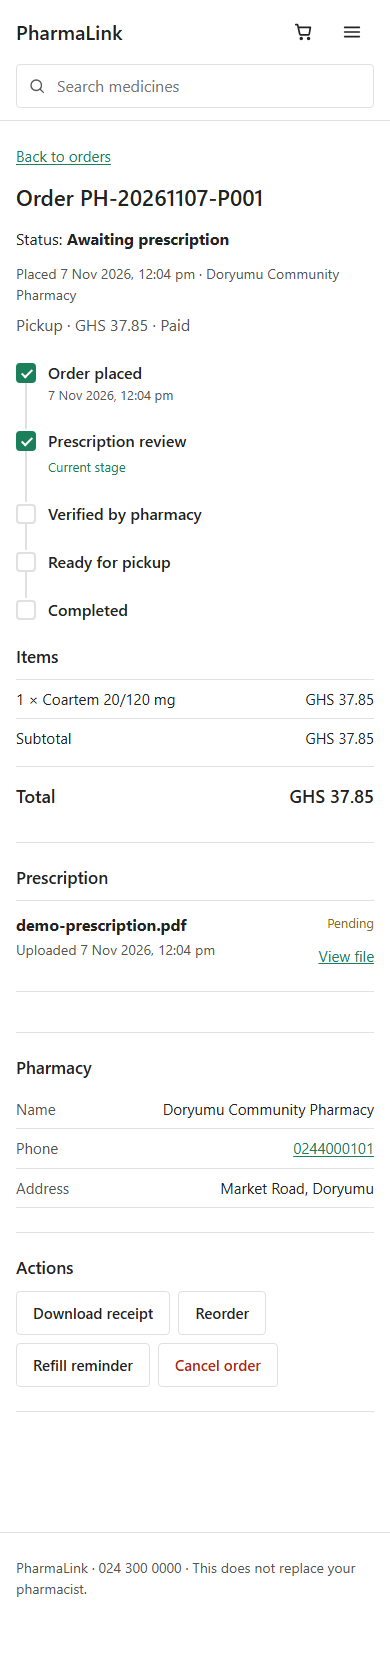 PharmaLink
Search medicines
Back to orders
Order PH-20261107-P001
Status: Awaiting prescription
Placed 7 Nov 2026, 12:04 pm · Doryumu Community
Pharmacy
Pickup · GHS 37.85 · Paid
Order placed
7 Nov 2026, 12:04 pm
Prescription review
Current stage
Verified by pharmacy
Ready for pickup
Completed
Items
1 × Coartem 20/120 mg GHS 37.85
Subtotal GHS 37.85
Total GHS 37.85
Prescription
demo-prescription.pdf Pending
Uploaded 7 Nov 2026, 12:04 pm View file
Pharmacy
Name Doryumu Community Pharmacy
Phone 0244000101
Address Market Road, Doryumu
Actions
Download receipt Reorder
Refill reminder Cancel order
PharmaLink · 024 300 0000 · This does not replace your
pharmacist.